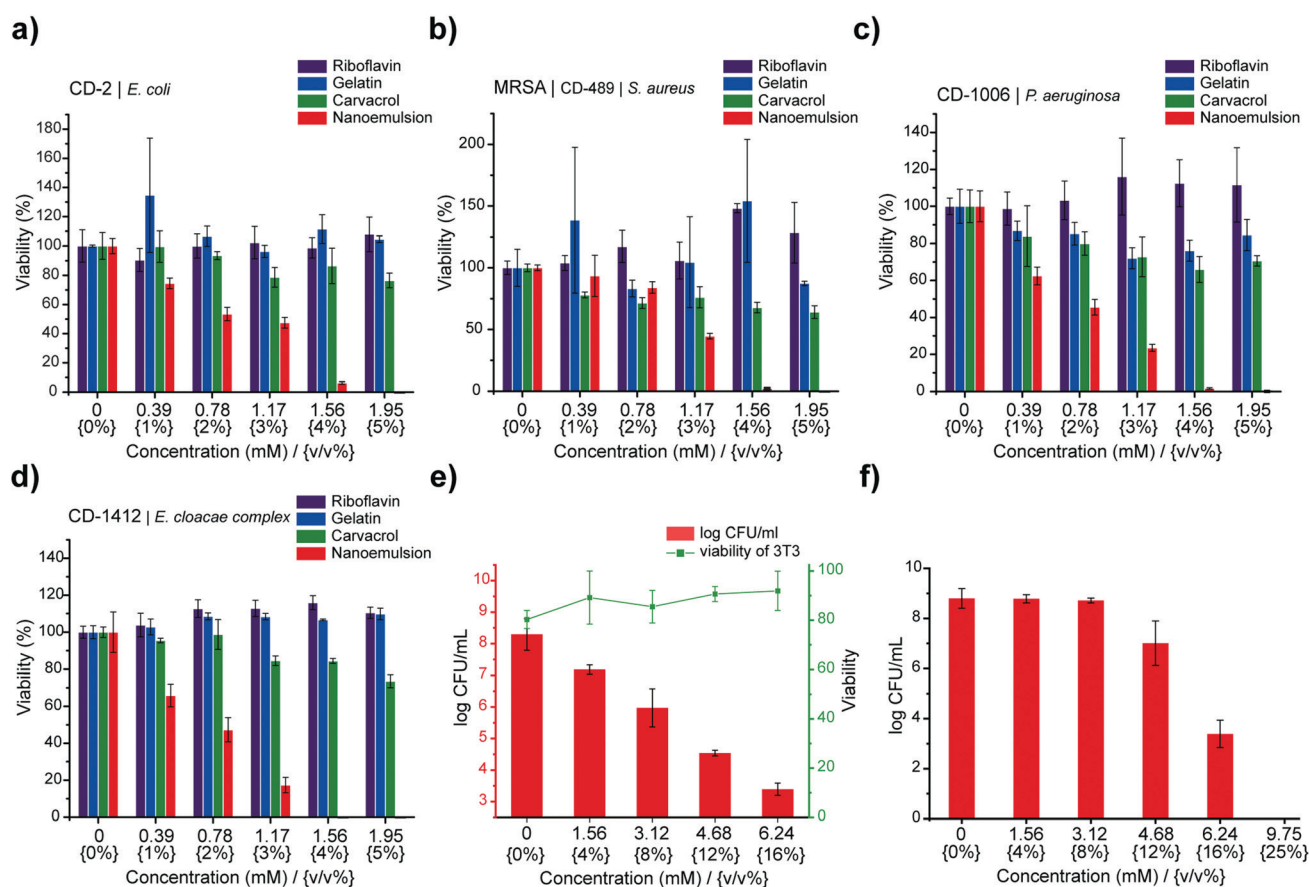 a)
CD-2 | E. coli
Riboflavin
Gelatin
Carvacrol
Nanoemulsion
Viability (%)
180
160
140
120
100
80
60
40
20
0
0 0.39 0.78 1.17 1.56 1.95
{0%} {1%} {2%} {3%} {4%} {5%}
Concentration (mM) / {v/v%}
b)
MRSA | CD-489 | S. aureus
Riboflavin
Gelatin
Carvacrol
Nanoemulsion
Viability (%)
200
150
100
50
0
0 0.39 0.78 1.17 1.56 1.95
{0%} {1%} {2%} {3%} {4%} {5%}
Concentration (mM) / {v/v%}
c)
CD-1006 | P. aeruginosa
Riboflavin
Gelatin
Carvacrol
Nanoemulsion
Viability (%)
140
120
100
80
60
40
20
0
0 0.39 0.78 1.17 1.56 1.95
{0%} {1%} {2%} {3%} {4%} {5%}
Concentration (mM) / {v/v%}
d)
CD-1412 | E. cloacae complex
Riboflavin
Gelatin
Carvacrol
Nanoemulsion
Viability (%)
140
120
100
80
60
40
20
0
0 0.39 0.78 1.17 1.56 1.95
{0%} {1%} {2%} {3%} {4%} {5%}
Concentration (mM) / {v/v%}
e)
log CFU/ml
viability of 3T3
log CFU/mL
10
9
8
7
6
5
4
3
Viability
100
80
60
40
20
0
0 1.56 3.12 4.68 6.24
{0%} {4%} {8%} {12%} {16%}
Concentration (mM) / {v/v%}
f)
log CFU/mL
10
8
6
4
2
0
0 1.56 3.12 4.68 6.24 9.75
{0%} {4%} {8%} {12%} {16%} {25%}
Concentration (mM) / {v/v%}